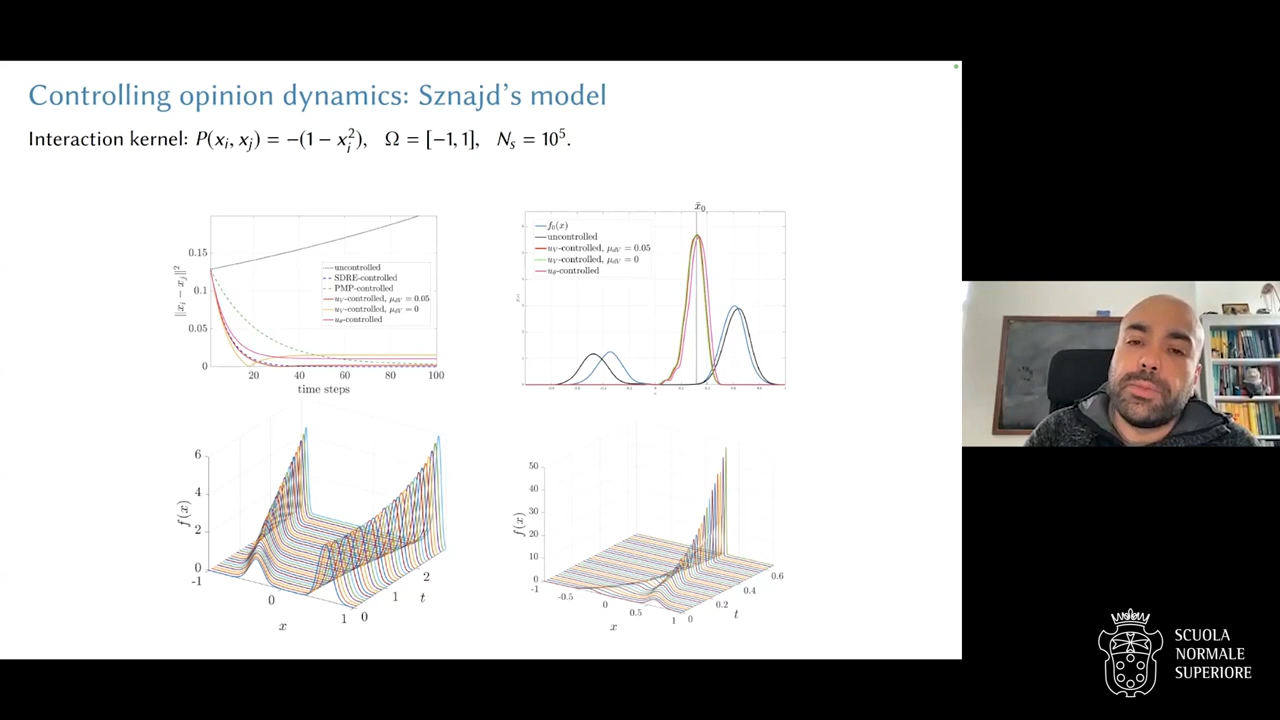 Controlling opinion dynamics: Sznajd's model
Interaction kernel: P(xᵢ, xⱼ) = −(1 − xᵢ²), Ω = [−1, 1], Nₛ = 10⁵.
0.15
0.1
0.05
0
‖xᵢ − xⱼ‖²
uncontrolled
SDRE-controlled
PMP-controlled
u_V-controlled, μ_dV = 0.05
u_V-controlled, μ_dV = 0
u_θ-controlled
20 40 60 80 100
time steps
x̄₀
f₀(x)
uncontrolled
u_V-controlled, μ_dV = 0.05
u_V-controlled, μ_dV = 0
u_θ-controlled
6
4
2
0
f(x)
-1 0 1
x
0 1 2
t
50
40
30
20
10
0
f(x)
-1 -0.5 0 0.5 1
x
0 0.2 0.4 0.6
t
SCUOLA
NORMALE
SUPERIORE